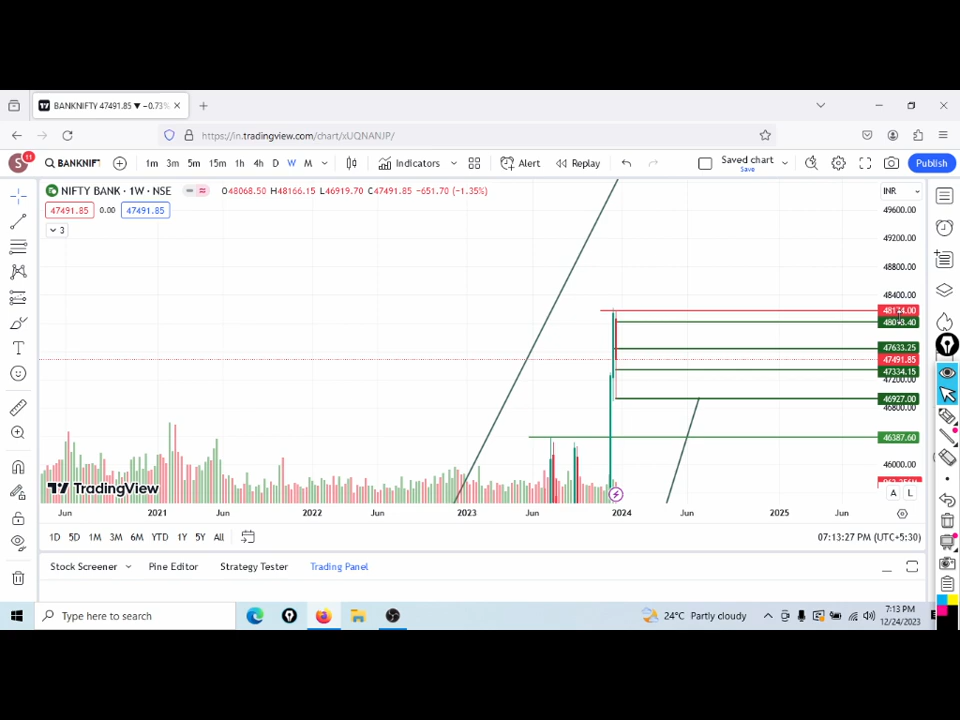 BANKNIFTY 47491.85 ▼ −0.73%
https://in.tradingview.com/chart/xUQNANJP/
S 11 BANKNIFT 1m 3m 5m 15m 1h 4h D W M Indicators Alert Replay Saved chart Save Publish
NIFTY BANK · 1W · NSE O48068.50 H48166.15 L46919.70 C47491.85 −651.70 (−1.35%) INR
47491.85 0.00 47491.85
3
49600.00
49200.00
48800.00
48400.00
47633.25
47491.85
47334.15
47200.00
46927.00
46800.00
46387.60
46000.00
TradingView
A L
Jun 2021 Jun 2022 Jun 2023 Jun 2024 Jun 2025 Jun
1D 5D 1M 3M 6M YTD 1Y 5Y All 07:13:27 PM (UTC+5:30)
Stock Screener Pine Editor Strategy Tester Trading Panel
Type here to search 24°C Partly cloudy 7:13 PM
12/24/2023